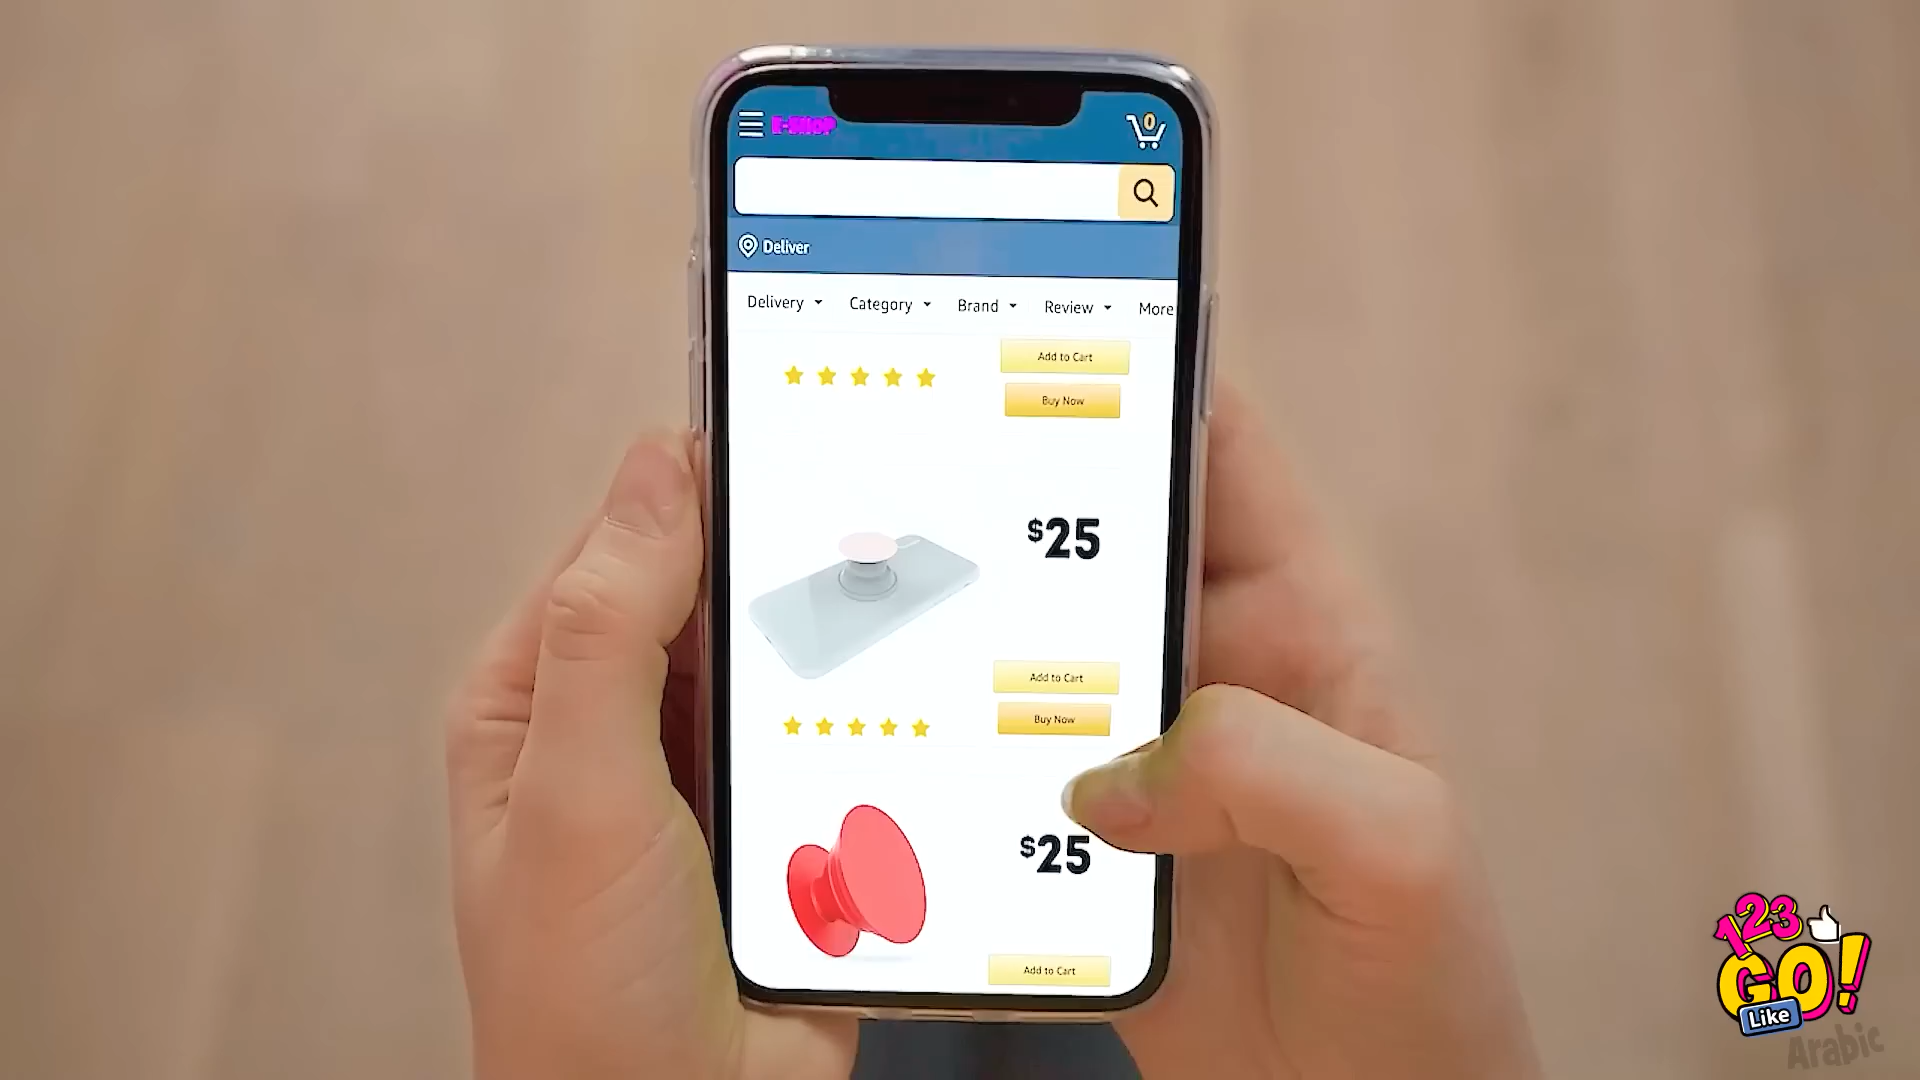 E-SHOP
0
Deliver
Delivery Category Brand Review More
Add to Cart
Buy Now
$25
Add to Cart
Buy Now
$25
Add to Cart
123
GO!
Like
Arabic